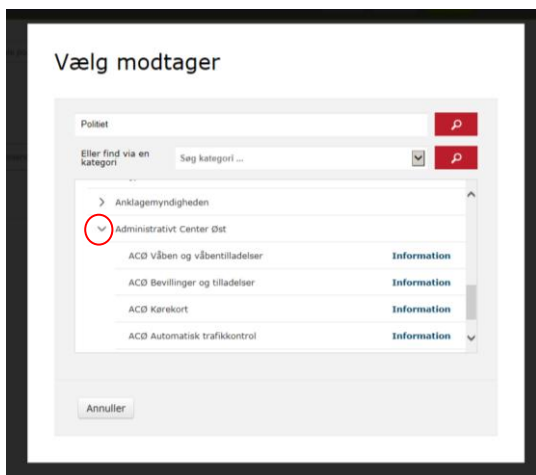 Vælg modtager
Politiet
Eller find via en
kategori
Søg kategori ...
Anklagemyndigheden
Administrativt Center Øst
ACØ Våben og våbentilladelser Information
ACØ Bevillinger og tilladelser Information
ACØ Kørekort Information
ACØ Automatisk trafikkontrol Information
Annuller